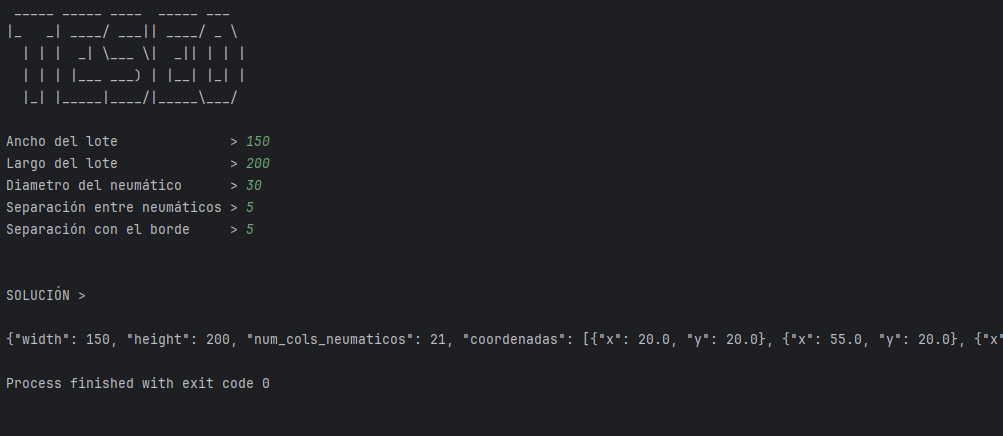 TESEO
Ancho del lote > 150
Largo del lote > 200
Diametro del neumático > 30
Separación entre neumáticos > 5
Separación con el borde > 5
SOLUCIÓN >
{"width": 150, "height": 200, "num_cols_neumaticos": 21, "coordenadas": [{"x": 20.0, "y": 20.0}, {"x": 55.0, "y": 20.0}, {"x"
Process finished with exit code 0